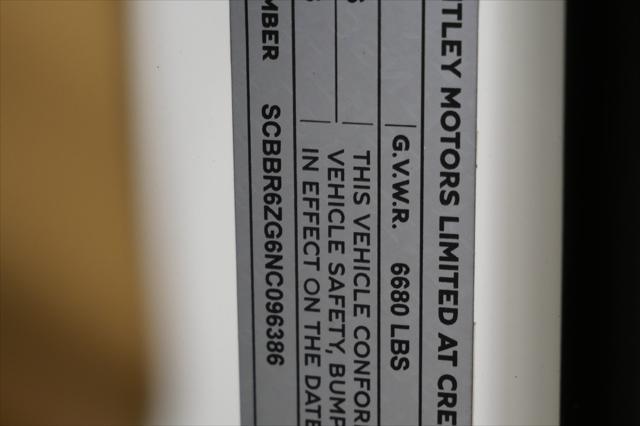 TLEY MOTORS LIMITED AT CRE
G.V.W.R. 6680 LBS
THIS VEHICLE CONFOR
VEHICLE SAFETY, BUMP
IN EFFECT ON THE DATE
MBER SCBBR6ZG6NC096386